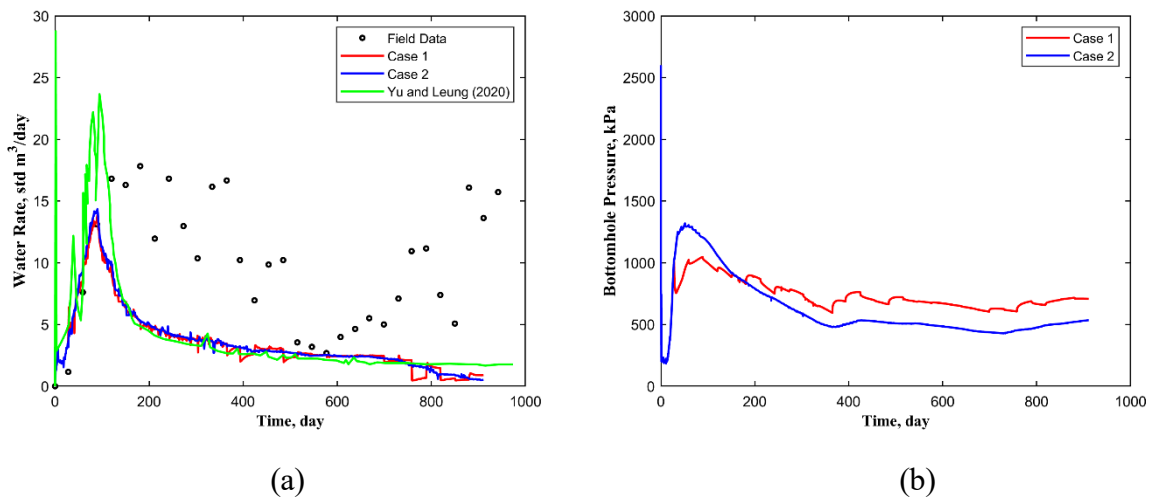 30
25
20
15
10
5
0
Water Rate, std m³/day
Field Data
Case 1
Case 2
Yu and Leung (2020)
0 200 400 600 800 1000
Time, day
(a)
3000
2500
2000
1500
1000
500
0
Bottomhole Pressure, kPa
Case 1
Case 2
0 200 400 600 800 1000
Time, day
(b)